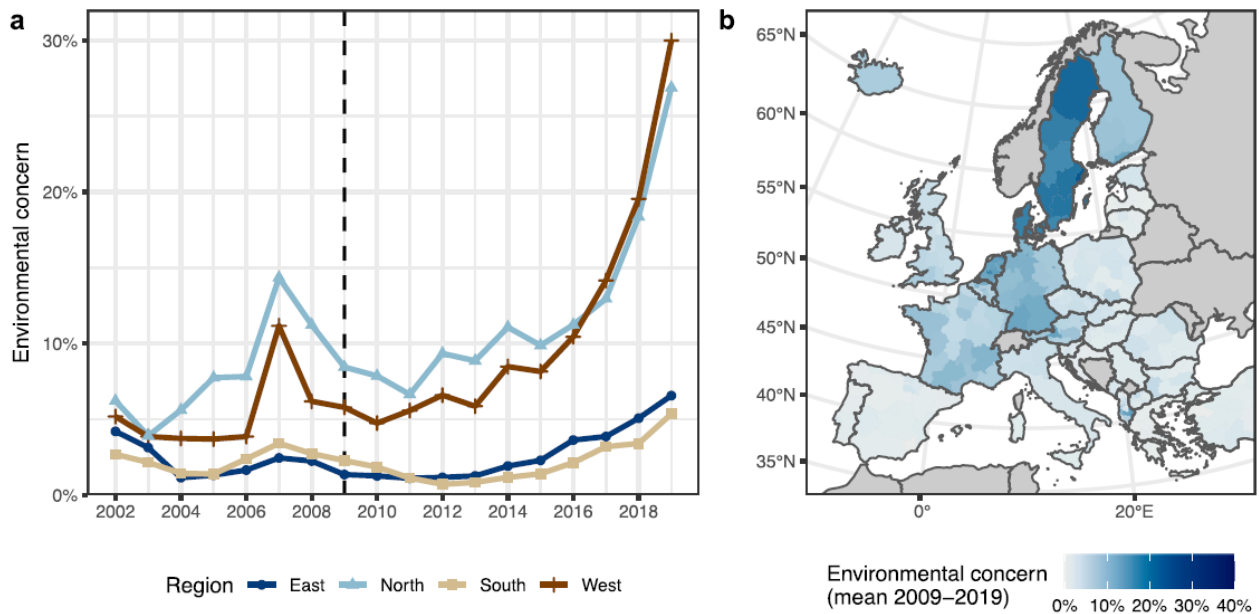 a
30%
20%
10%
0%
Environmental concern
2002 2004 2006 2008 2010 2012 2014 2016 2018
Region East North South West
b
65°N
60°N
55°N
50°N
45°N
40°N
35°N
0° 20°E
Environmental concern
(mean 2009–2019)
0% 10% 20% 30% 40%